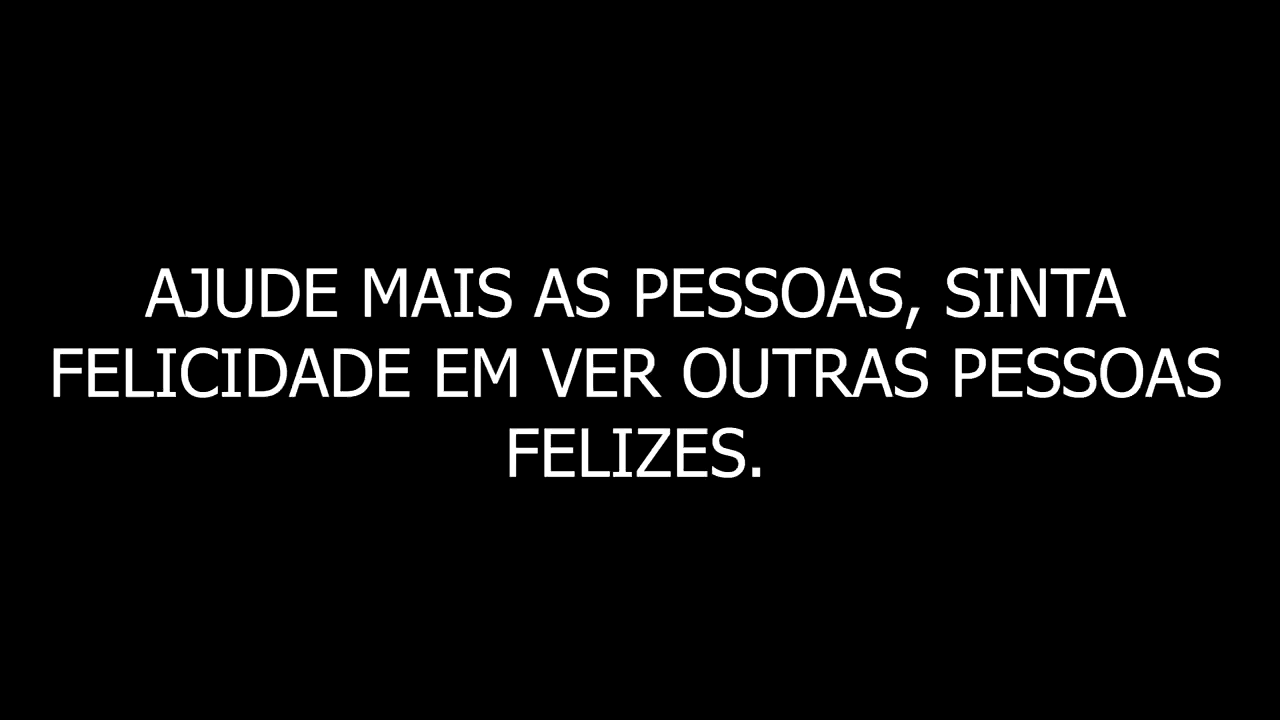 AJUDE MAIS AS PESSOAS, SINTA
FELICIDADE EM VER OUTRAS PESSOAS
FELIZES.